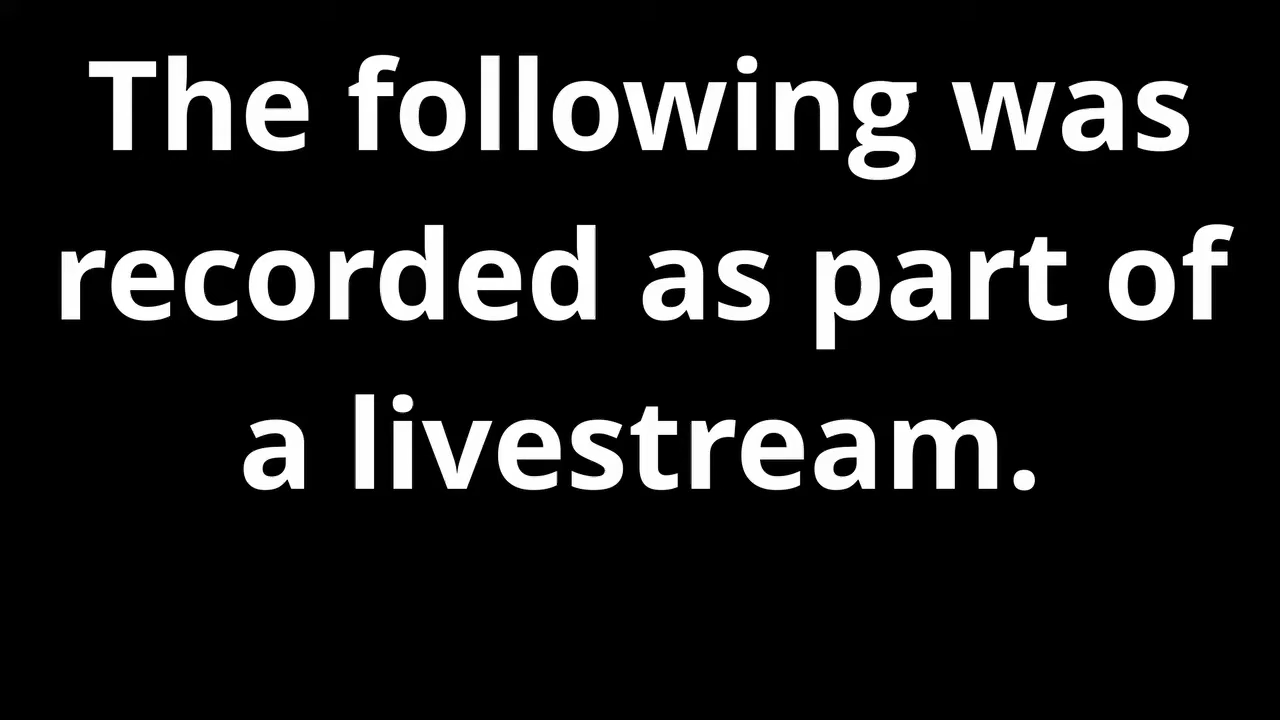 The following was
recorded as part of
a livestream.